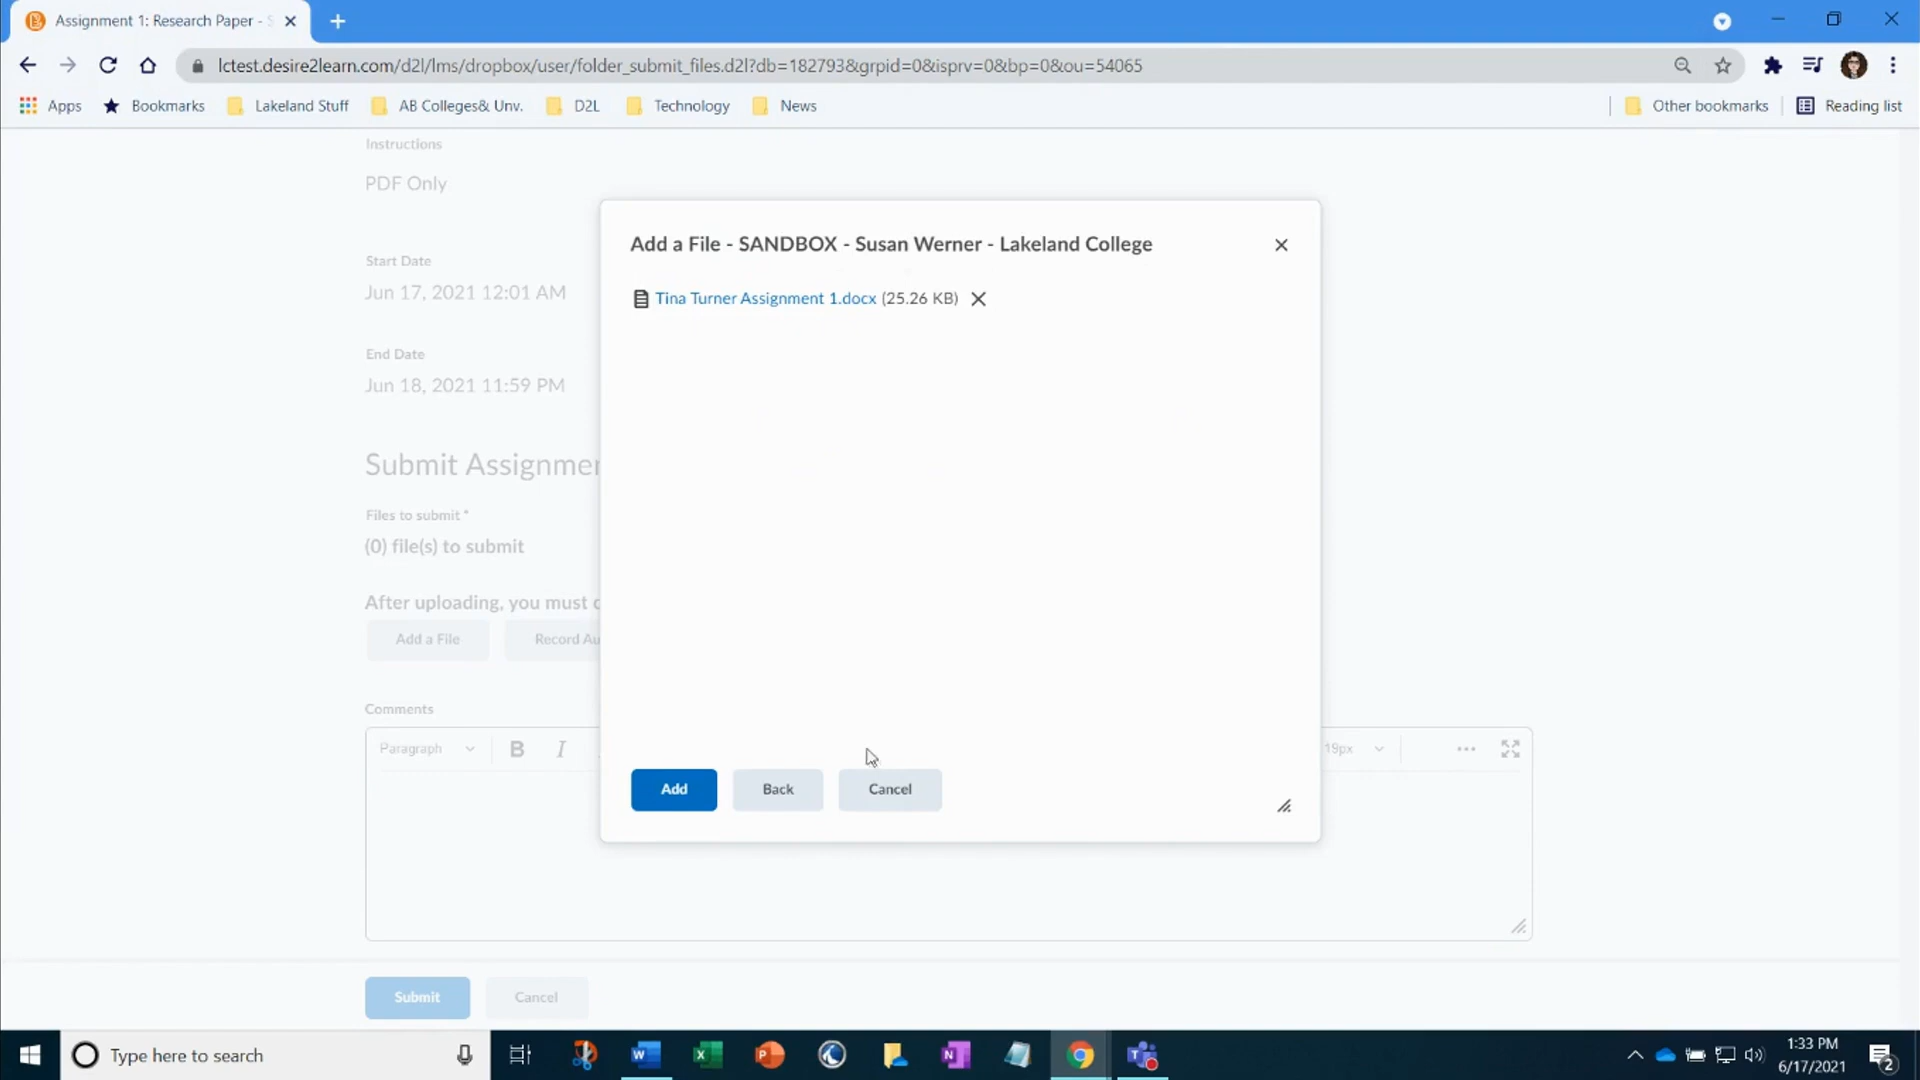 Assignment 1: Research Paper - S
lctest.desire2learn.com/d2l/lms/dropbox/user/folder_submit_files.d2l?db=182793&grpid=0&isprv=0&bp=0&ou=54065
Apps
Bookmarks
Lakeland Stuff
AB Colleges& Unv.
D2L
Technology
News
Other bookmarks
Reading list
Instructions
PDF Only
Start Date
Jun 17, 2021 12:01 AM
End Date
Jun 18, 2021 11:59 PM
Submit Assignmen
Files to submit *
(0) file(s) to submit
After uploading, you must c
Add a File
Record Au
Comments
Paragraph
B
I
19px
Submit
Cancel
Add a File - SANDBOX - Susan Werner - Lakeland College
Tina Turner Assignment 1.docx (25.26 KB)
Add
Back
Cancel
Type here to search
1:33 PM
6/17/2021
2